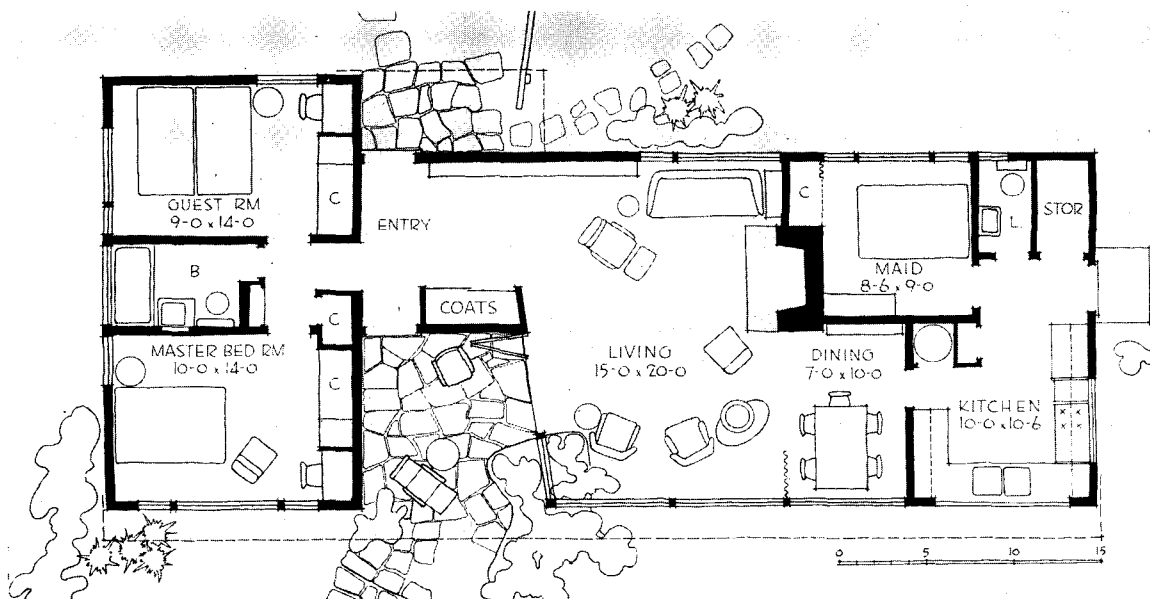 GUEST RM
9-0 x 14-0
C
ENTRY
C
MAID
8-6 x 9-0
L.
STOR
B
COATS
C
C
MASTER BED RM
10-0 x 14-0
LIVING
15-0 x 20-0
DINING
7-0 x 10-0
KITCHEN
10-0 x 10-6
0 5 10 15